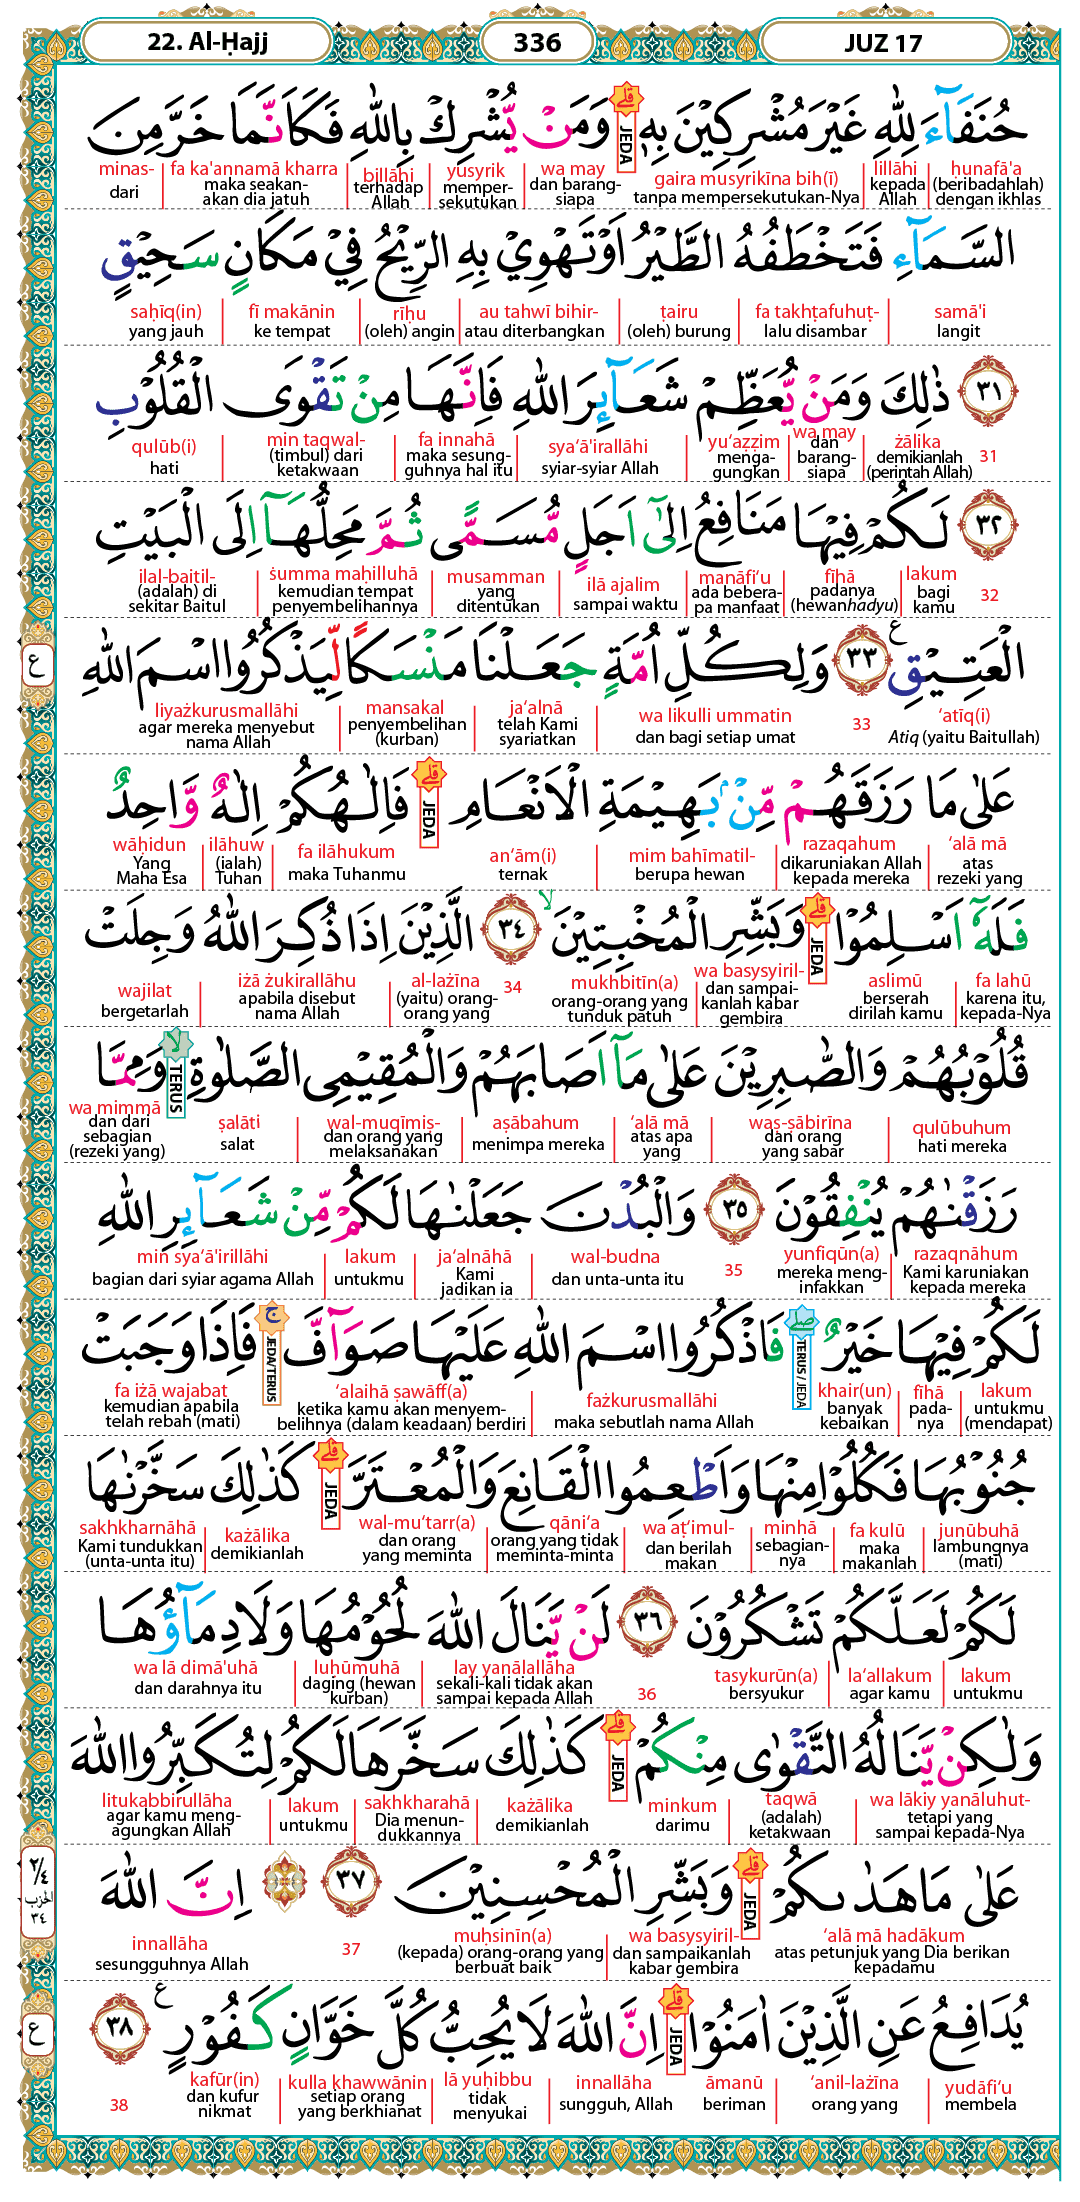 22. Al-Ḥajj
336
JUZ 17
حُنَفَاۤءَ لِلّٰهِ غَيْرَ مُشْرِكِيْنَ بِهٖۗ وَمَنْ يُّشْرِكْ بِاللّٰهِ فَكَاَنَّمَا خَرَّ مِنَ
JEDA
ḥunafā'a | lillāhi | gaira musyrikīna bih(ī) | wa may | yusyrik | billāhi | fa ka'annamā kharra | minas-
(beribadahlah) dengan ikhlas | kepada Allah | tanpa mempersekutukan-Nya | dan barang-siapa | memper-sekutukan | terhadap Allah | maka seakan-akan dia jatuh | dari
السَّمَاۤءِ فَتَخْطَفُهُ الطَّيْرُ اَوْ تَهْوِيْ بِهِ الرِّيْحُ فِيْ مَكَانٍ سَحِيْقٍ
samā'i | fa takhṭafuhuṭ- | ṭairu | au tahwī bihir- | rīḥu | fī makānin | saḥīq(in)
langit | lalu disambar | (oleh) burung | atau diterbangkan | (oleh) angin | ke tempat | yang jauh
٣١ ذٰلِكَ وَمَنْ يُّعَظِّمْ شَعَاۤىِٕرَ اللّٰهِ فَاِنَّهَا مِنْ تَقْوَى الْقُلُوْبِ
31 | żālika | wa may | yu‘aẓẓim | sya‘ā'irallāhi | fa innahā | min taqwal- | qulūb(i)
demikianlah (perintah Allah) | dan barang-siapa | menga-gungkan | syiar-syiar Allah | maka sesung-guhnya hal itu | (timbul) dari ketakwaan | hati
٣٢ لَكُمْ فِيْهَا مَنَافِعُ اِلٰٓى اَجَلٍ مُّسَمًّى ثُمَّ مَحِلُّهَآ اِلَى الْبَيْتِ
32 | lakum | fīhā | manāfi‘u | ilā ajalim | musamman | ṡumma maḥilluhā | ilal-baitil-
bagi kamu | padanya (hewan hadyu) | ada bebera-pa manfaat | sampai waktu | yang ditentukan | kemudian tempat penyembelihannya | (adalah) di sekitar Baitul
ع
الْعَتِيْقِ ࣖ ٣٣ وَلِكُلِّ اُمَّةٍ جَعَلْنَا مَنْسَكًا لِّيَذْكُرُوا اسْمَ اللّٰهِ
‘atīq(i) | 33 | wa likulli ummatin | ja‘alnā | mansakal | liyażkurusmallāhi
Atiq (yaitu Baitullah) | dan bagi setiap umat | telah Kami syariatkan | penyembelihan (kurban) | agar mereka menyebut nama Allah
عَلٰى مَا رَزَقَهُمْ مِّنْۢ بَهِيْمَةِ الْاَنْعَامِۗ فَاِلٰهُكُمْ اِلٰهٌ وَّاحِدٌ
JEDA
‘alā mā | razaqahum | mim bahīmatil- | an‘ām(i) | fa ilāhukum | ilāhuw | wāḥidun
atas rezeki yang | dikaruniakan Allah kepada mereka | berupa hewan | ternak | maka Tuhanmu | (ialah) Tuhan | Yang Maha Esa
فَلَهٗٓ اَسْلِمُوْاۗ وَبَشِّرِ الْمُخْبِتِيْنَ ۙ ٣٤ الَّذِيْنَ اِذَا ذُكِرَ اللّٰهُ وَجِلَتْ
JEDA
fa lahū | aslimū | wa basysyiril- | mukhbitīn(a) | 34 | al-lażīna | iżā żukirallāhu | wajilat
karena itu, kepada-Nya | berserah dirilah kamu | dan sampai-kanlah kabar gembira | orang-orang yang tunduk patuh | (yaitu) orang-orang yang | apabila disebut nama Allah | bergetarlah
قُلُوْبُهُمْ وَالصّٰبِرِيْنَ عَلٰى مَآ اَصَابَهُمْ وَالْمُقِيْمِى الصَّلٰوةِۙ وَمِمَّا
TERUS
qulūbuhum | waṣ-ṣābirīna | ‘alā mā | aṣābahum | wal-muqīmiṣ- | ṣalāti | wa mimmā
hati mereka | dan orang yang sabar | atas apa yang | menimpa mereka | dan orang yang melaksanakan | salat | dan dari sebagian (rezeki yang)
رَزَقْنٰهُمْ يُنْفِقُوْنَ ٣٥ وَالْبُدْنَ جَعَلْنٰهَا لَكُمْ مِّنْ شَعَاۤىِٕرِ اللّٰهِ
razaqnāhum | yunfiqūn(a) | 35 | wal-budna | ja‘alnāhā | lakum | min sya‘ā'irillāhi
Kami karuniakan kepada mereka | mereka meng-infakkan | dan unta-unta itu | Kami jadikan ia | untukmu | bagian dari syiar agama Allah
لَكُمْ فِيْهَا خَيْرٌۖ فَاذْكُرُوا اسْمَ اللّٰهِ عَلَيْهَا صَوَاۤفَّۚ فَاِذَا وَجَبَتْ
TERUS / JEDA
JEDA/TERUS
lakum | fīhā | khair(un) | fażkurusmallāhi | ‘alaihā ṣawāff(a) | fa iżā wajabat
untukmu (mendapat) | pada-nya | banyak kebaikan | maka sebutlah nama Allah | ketika kamu akan menyem-belihnya (dalam keadaan) berdiri | kemudian apabila telah rebah (mati)
جُنُوْبُهَا فَكُلُوْا مِنْهَا وَاَطْعِمُوا الْقَانِعَ وَالْمُعْتَرَّۗ كَذٰلِكَ سَخَّرْنٰهَا
JEDA
junūbuhā | fa kulū | minhā | wa aṭ‘imul- | qāni‘a | wal-mu‘tarr(a) | każālika | sakhkharnāhā
lambungnya (mati) | maka makanlah | sebagian-nya | dan berilah makan | orang yang tidak meminta-minta | dan orang yang meminta | demikianlah | Kami tundukkan (unta-unta itu)
لَكُمْ لَعَلَّكُمْ تَشْكُرُوْنَ ٣٦ لَنْ يَّنَالَ اللّٰهَ لُحُوْمُهَا وَلَا دِمَاۤؤُهَا
lakum | la‘allakum | tasykurūn(a) | 36 | lay yanālallāha | luḥūmuhā | wa lā dimā'uhā
untukmu | agar kamu | bersyukur | sekali-kali tidak akan sampai kepada Allah | daging (hewan kurban) | dan darahnya itu
وَلٰكِنْ يَّنَالُهُ التَّقْوٰى مِنْكُمْۗ كَذٰلِكَ سَخَّرَهَا لَكُمْ لِتُكَبِّرُوا اللّٰهَ
JEDA
wa lākiy yanāluhut- | taqwā | minkum | każālika | sakhkharahā | lakum | litukabbirullāha
tetapi yang sampai kepada-Nya | (adalah) ketakwaan | darimu | demikianlah | Dia menun-dukkannya | untukmu | agar kamu meng-agungkan Allah
٢/٤ الحزب ٣٤
عَلٰى مَا هَدٰىكُمْۗ وَبَشِّرِ الْمُحْسِنِيْنَ ٣٧ ۞ اِنَّ اللّٰهَ
JEDA
‘alā mā hadākum | wa basysyiril- | muḥsinīn(a) | 37 | innallāha
atas petunjuk yang Dia berikan kepadamu | dan sampaikanlah kabar gembira | (kepada) orang-orang yang berbuat baik | sesungguhnya Allah
ع
يُدَافِعُ عَنِ الَّذِيْنَ اٰمَنُوْاۗ اِنَّ اللّٰهَ لَا يُحِبُّ كُلَّ خَوَّانٍ كَفُوْرٍ ࣖ ٣٨
JEDA
yudāfi‘u | ‘anil-lażīna | āmanū | innallāha | lā yuḥibbu | kulla khawwānin | kafūr(in) | 38
membela | orang yang | beriman | sungguh, Allah | tidak menyukai | setiap orang yang berkhianat | dan kufur nikmat